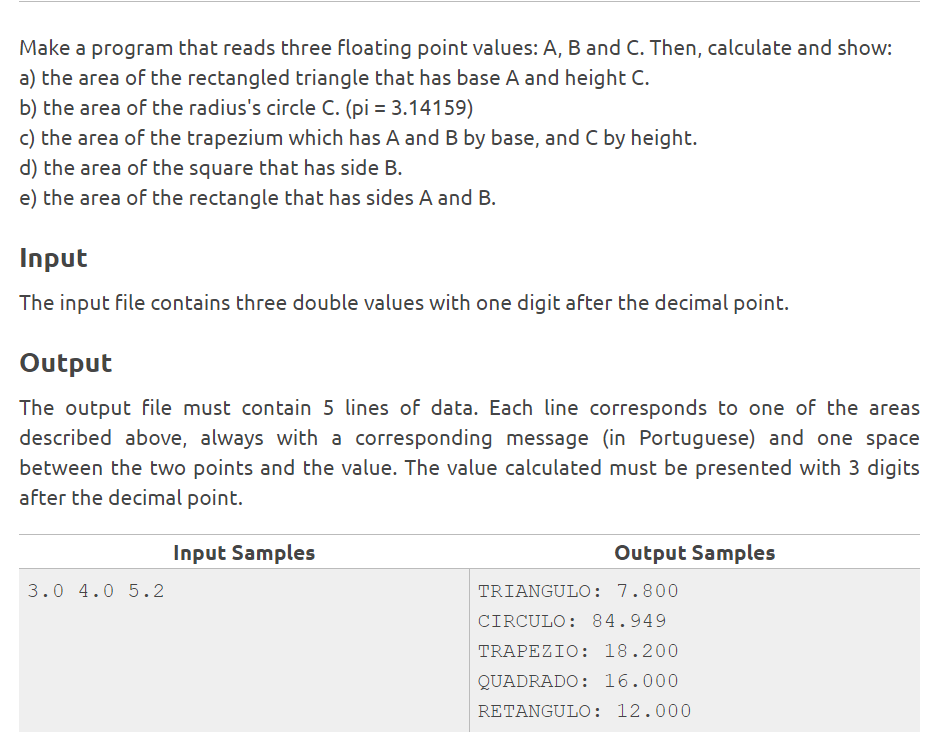 Make a program that reads three floating point values: A, B and C. Then, calculate and show:
a) the area of the rectangled triangle that has base A and height C.
b) the area of the radius's circle C. (pi = 3.14159)
c) the area of the trapezium which has A and B by base, and C by height.
d) the area of the square that has side B.
e) the area of the rectangle that has sides A and B.
Input
The input file contains three double values with one digit after the decimal point.
Output
The output file must contain 5 lines of data. Each line corresponds to one of the areas
described above, always with a corresponding message (in Portuguese) and one space
between the two points and the value. The value calculated must be presented with 3 digits
after the decimal point.
Input Samples
Output Samples
3.0 4.0 5.2
TRIANGULO: 7.800
CIRCULO: 84.949
TRAPEZIO: 18.200
QUADRADO: 16.000
RETANGULO: 12.000